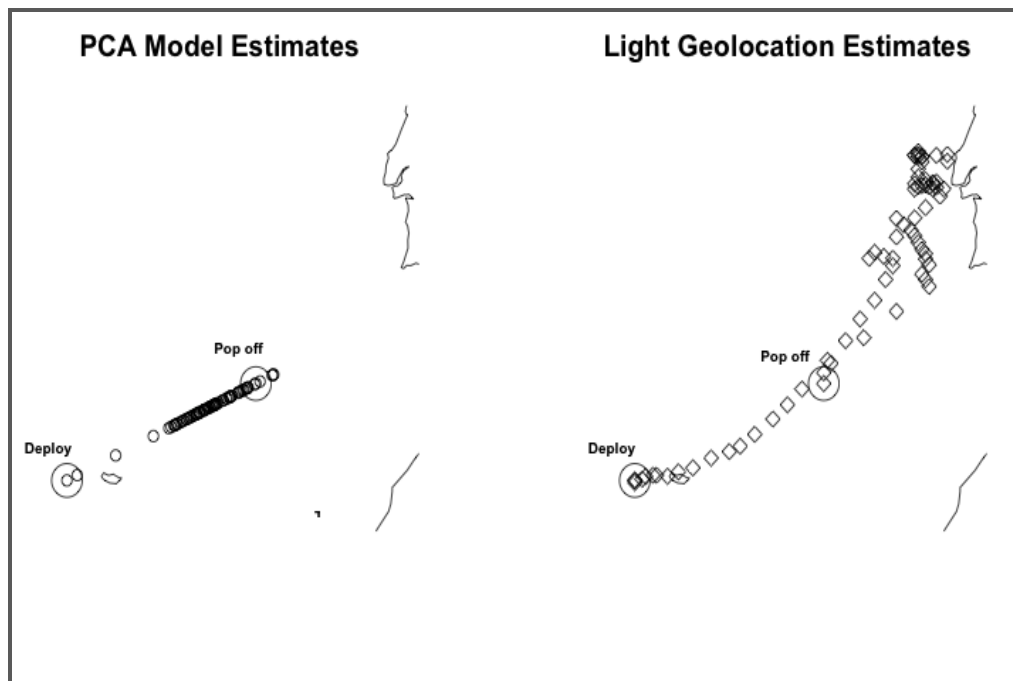 PCA Model Estimates
Light Geolocation Estimates
Pop off
Deploy
Pop off
Deploy